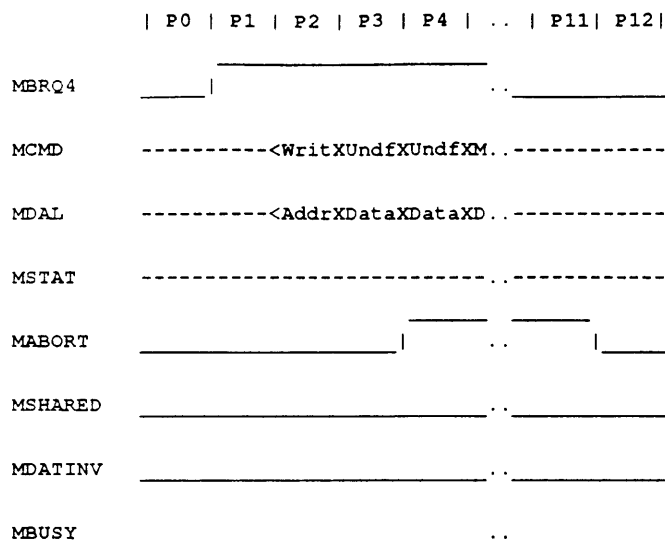 | P0 | P1 | P2 | P3 | P4 | .. | P11| P12|
MBRQ4 ..
MCMD ----------<WritXUndfXUndfXM..------------
MDAL ----------<AddrXDataXDataXD..------------
MSTAT --------------------------..------------
MABORT ..
MSHARED ..
MDATINV ..
MBUSY ..